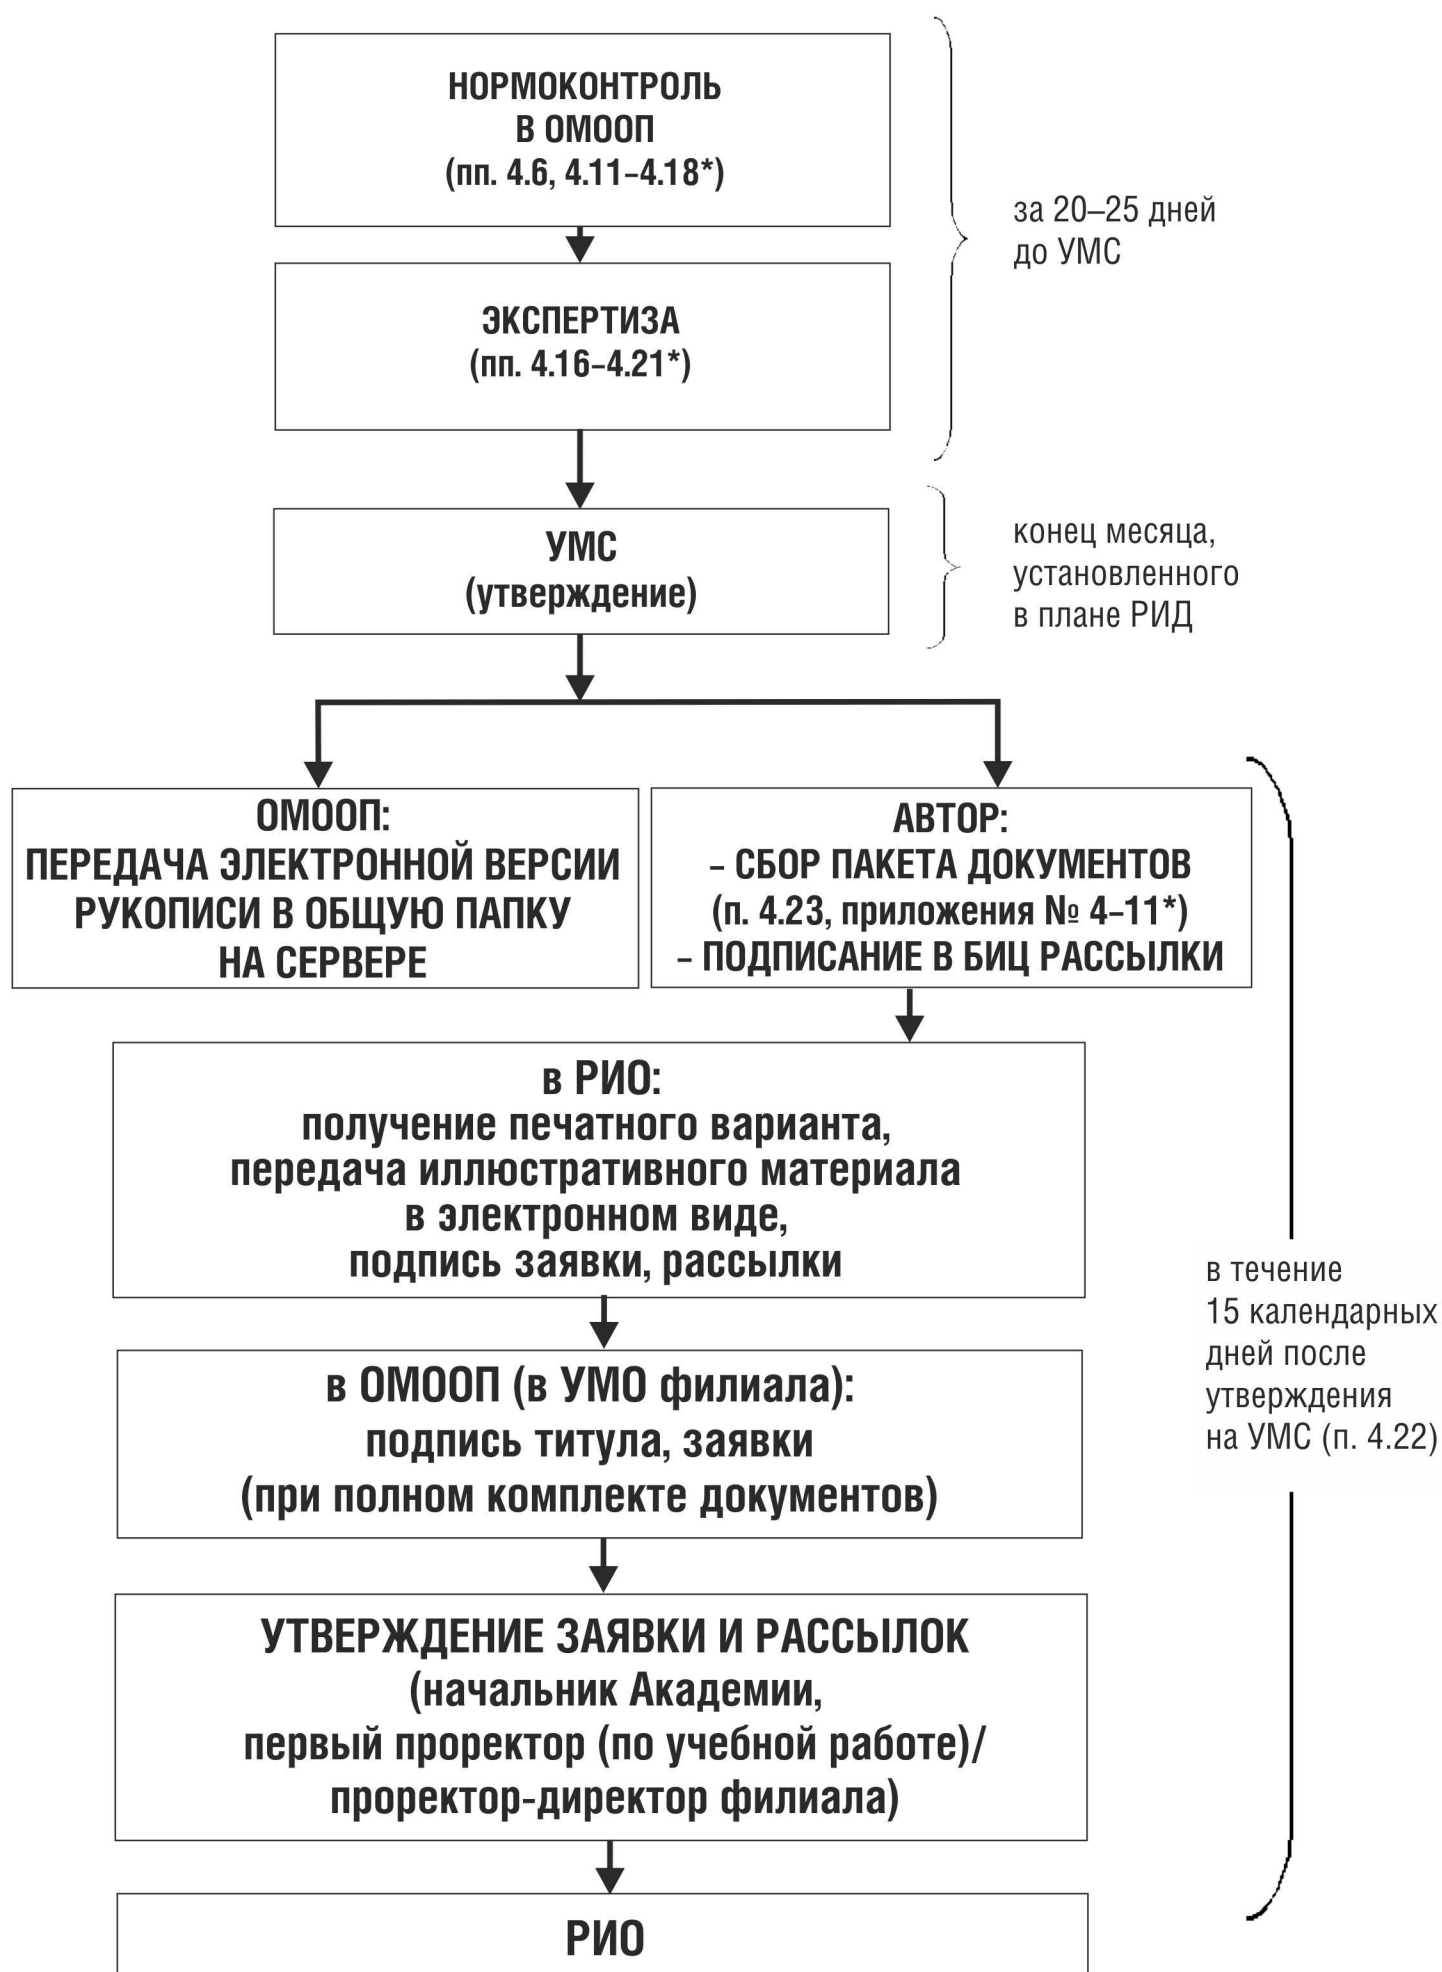 НОРМОКОНТРОЛЬ
В ОМООП
(пп. 4.6, 4.11–4.18*)
за 20–25 дней
до УМС
ЭКСПЕРТИЗА
(пп. 4.16–4.21*)
УМС
(утверждение)
конец месяца,
установленного
в плане РИД
ОМООП:
ПЕРЕДАЧА ЭЛЕКТРОННОЙ ВЕРСИИ
РУКОПИСИ В ОБЩУЮ ПАПКУ
НА СЕРВЕРЕ
АВТОР:
– СБОР ПАКЕТА ДОКУМЕНТОВ
(п. 4.23, приложения № 4–11*)
– ПОДПИСАНИЕ В БИЦ РАССЫЛКИ
в РИО:
получение печатного варианта,
передача иллюстративного материала
в электронном виде,
подпись заявки, рассылки
в течение
15 календарных
дней после
утверждения
на УМС (п. 4.22)
в ОМООП (в УМО филиала):
подпись титула, заявки
(при полном комплекте документов)
УТВЕРЖДЕНИЕ ЗАЯВКИ И РАССЫЛОК
(начальник Академии,
первый проректор (по учебной работе)/
проректор-директор филиала)
РИО